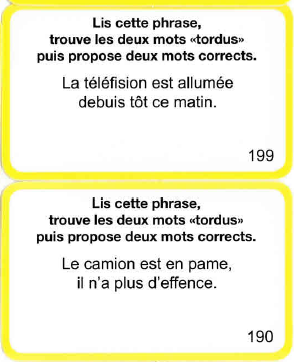 Lis cette phrase,
trouve les deux mots «tordus»
puis propose deux mots corrects.
La téléfision est allumée
debuis tôt ce matin.
199
Lis cette phrase,
trouve les deux mots «tordus»
puis propose deux mots corrects.
Le camion est en pame,
il n'a plus d'effence.
190